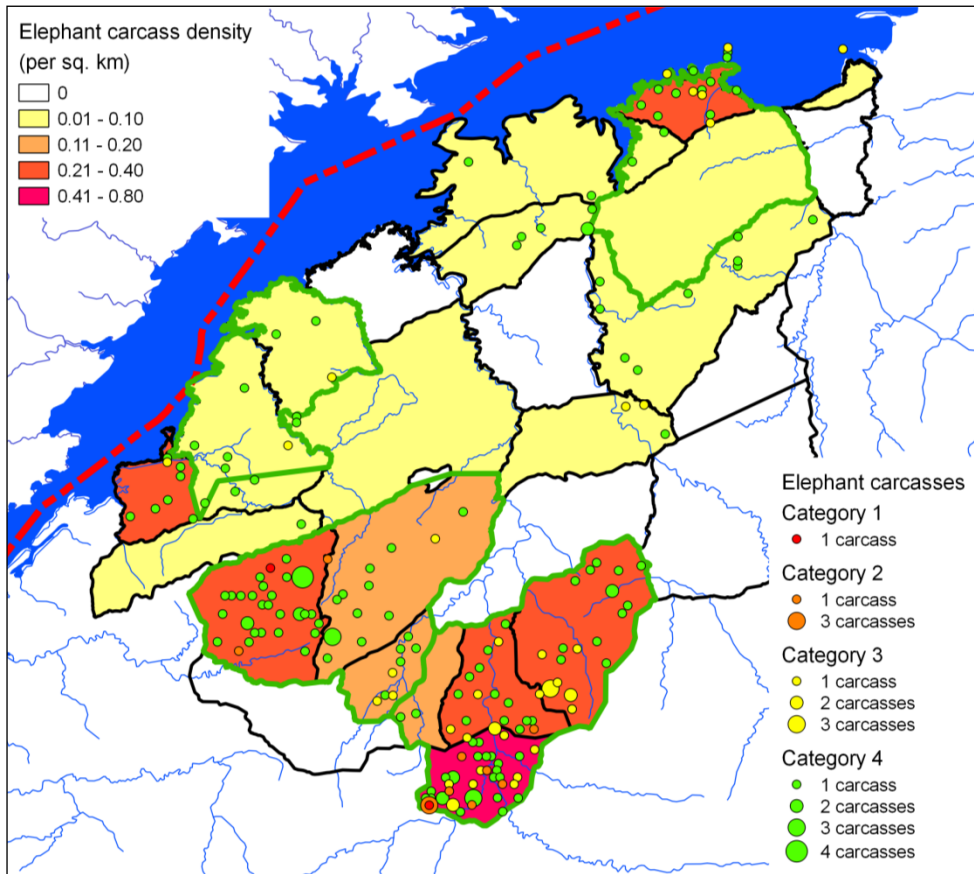 Elephant carcass density
(per sq. km)
0
0.01 - 0.10
0.11 - 0.20
0.21 - 0.40
0.41 - 0.80
Elephant carcasses
Category 1
1 carcass
Category 2
1 carcass
3 carcasses
Category 3
1 carcass
2 carcasses
3 carcasses
Category 4
1 carcass
2 carcasses
3 carcasses
4 carcasses